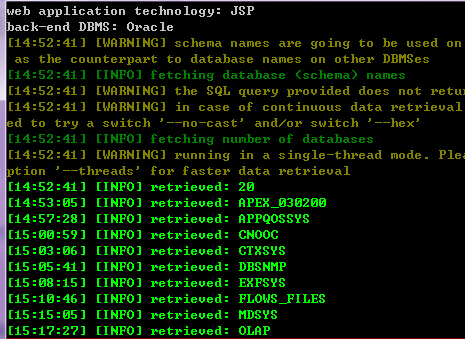 web application technology: JSP
back-end DBMS: Oracle
[14:52:41] [WARNING] schema names are going to be used on
as the counterpart to database names on other DBMSes
[14:52:41] [INFO] fetching database (schema) names
[14:52:41] [WARNING] the SQL query provided does not retu
[14:52:41] [WARNING] in case of continuous data retrieval
ed to try a switch '--no-cast' and/or switch '--hex'
[14:52:41] [INFO] fetching number of databases
[14:52:41] [WARNING] running in a single-thread mode. Plea
ption '--threads' for faster data retrieval
[14:52:41] [INFO] retrieved: 20
[14:53:05] [INFO] retrieved: APEX_030200
[14:57:28] [INFO] retrieved: APPQOSSYS
[15:00:59] [INFO] retrieved: CNOOC
[15:03:06] [INFO] retrieved: CTXSYS
[15:05:41] [INFO] retrieved: DBSNMP
[15:08:15] [INFO] retrieved: EXFSYS
[15:10:46] [INFO] retrieved: FLOWS_FILES
[15:15:05] [INFO] retrieved: MDSYS
[15:17:27] [INFO] retrieved: OLAP